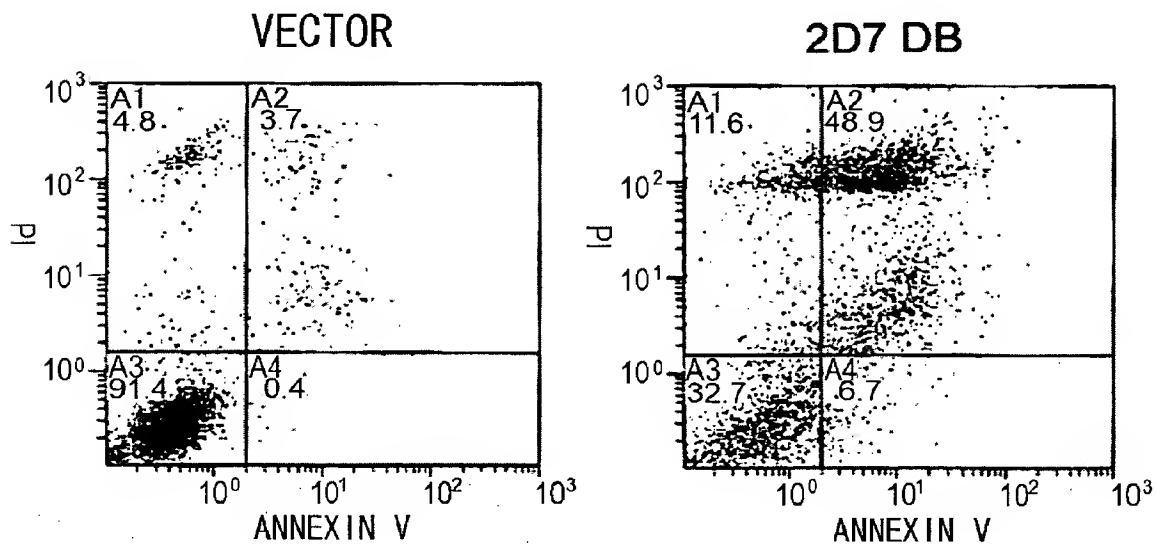 VECTOR
10³
A1
4.8
A2
3.7
10²
PI
10¹
10⁰
A3
91.4
A4
0.4
10⁰
10¹
10²
10³
ANNEXIN V
2D7 DB
10³
A1
11.6
A2
48.9
10²
PI
10¹
10⁰
A3
32.7
A4
6.7
10⁰
10¹
10²
10³
ANNEXIN V